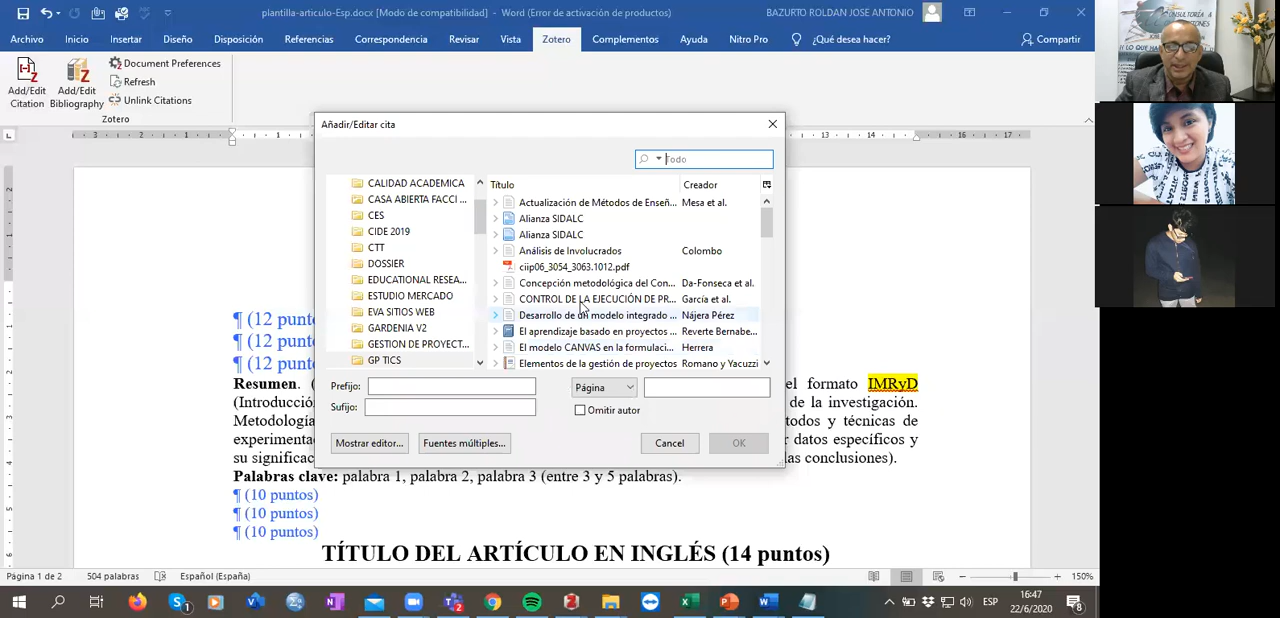 plantilla-articulo-Esp.docx [Modo de compatibilidad] - Word (Error de activación de productos)
BAZURTO ROLDAN JOSE ANTONIO
Archivo Inicio Insertar Diseño Disposición Referencias Correspondencia Revisar Vista Zotero Complementos Ayuda Nitro Pro ¿Qué desea hacer? Compartir
Add/Edit Citation
Add/Edit Bibliography
Document Preferences
Refresh
Unlink Citations
Zotero
Añadir/Editar cita
Todo
CALIDAD ACADEMICA
CASA ABIERTA FACCI ...
CES
CIDE 2019
CTT
DOSSIER
EDUCATIONAL RESEA...
ESTUDIO MERCADO
EVA SITIOS WEB
GARDENIA V2
GESTION DE PROYECT...
GP TICS
Título Creador
Actualización de Métodos de Enseñ... Mesa et al.
Alianza SIDALC
Alianza SIDALC
Análisis de Involucrados Colombo
ciip06_3054_3063.1012.pdf
Concepción metodológica del Con... Da-Fonseca et al.
CONTROL DE LA EJECUCIÓN DE PR... García et al.
Desarrollo de un modelo integrado ... Nájera Pérez
El aprendizaje basado en proyectos ... Reverte Bernabe...
El modelo CANVAS en la formulaci... Herrera
Elementos de la gestión de proyectos Romano y Yacuzzi
Prefijo:
Página
Sufijo:
Omitir autor
Mostrar editor... Fuentes múltiples... Cancel OK
¶ (12 punt
¶ (12 punt
¶ (12 punt
Resumen. ( el formato IMRyD
(Introducció de la investigación.
Metodología todos y técnicas de
experimenta r datos específicos y
su significac las conclusiones).
Palabras clave: palabra 1, palabra 2, palabra 3 (entre 3 y 5 palabras).
¶ (10 puntos)
¶ (10 puntos)
¶ (10 puntos)
TÍTULO DEL ARTÍCULO EN INGLÉS (14 puntos)
Página 1 de 2 504 palabras Español (España) 150%
ESP
16:47
22/6/2020